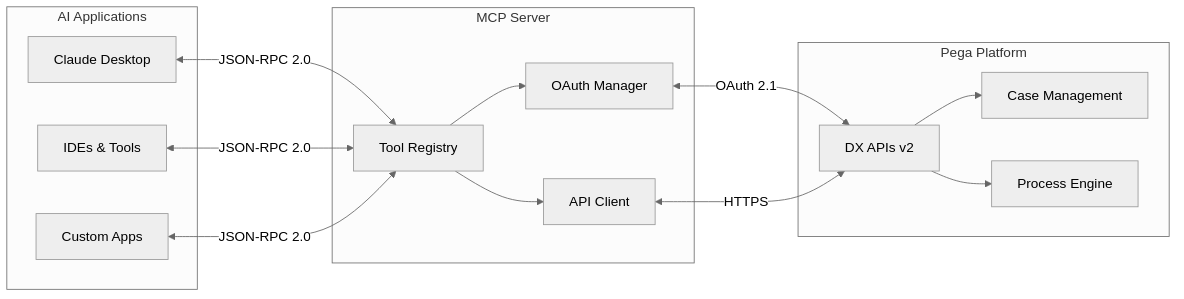 AI Applications
Claude Desktop
IDEs & Tools
Custom Apps
JSON-RPC 2.0
JSON-RPC 2.0
JSON-RPC 2.0
MCP Server
Tool Registry
OAuth Manager
API Client
OAuth 2.1
HTTPS
Pega Platform
DX APIs v2
Case Management
Process Engine